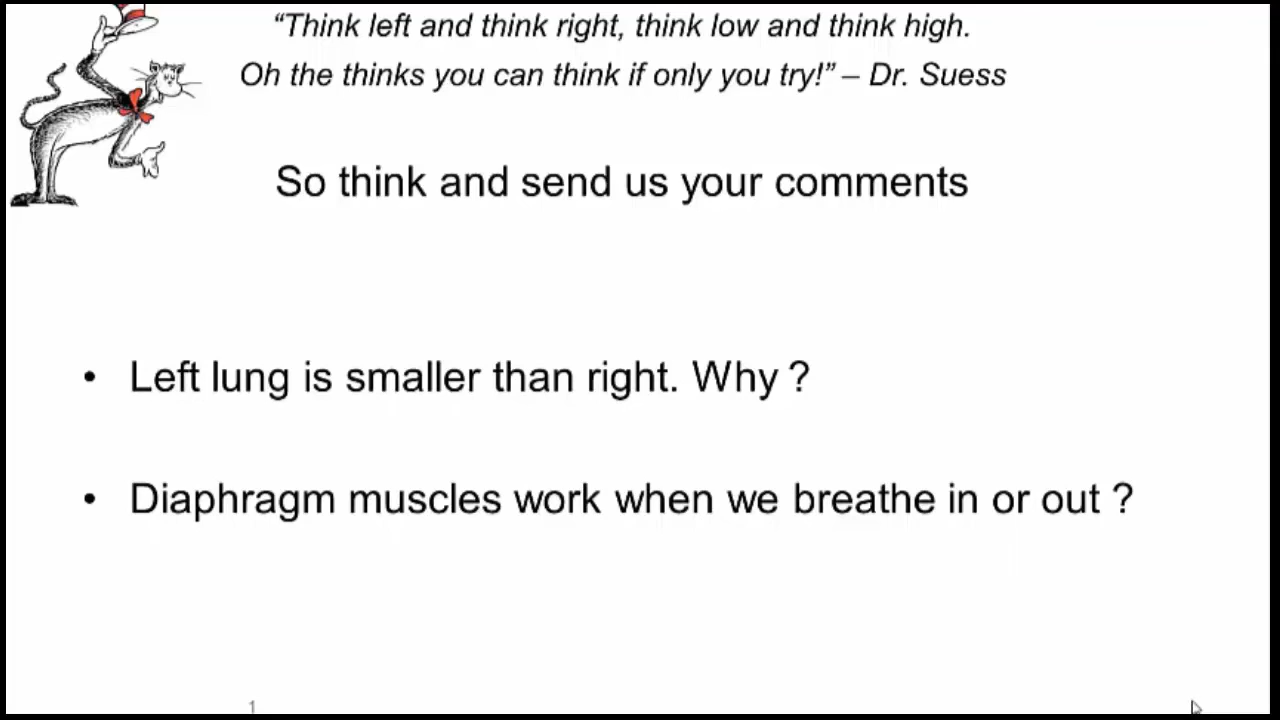 “Think left and think right, think low and think high.
Oh the thinks you can think if only you try!” – Dr. Suess
So think and send us your comments
• Left lung is smaller than right. Why ?
• Diaphragm muscles work when we breathe in or out ?
1